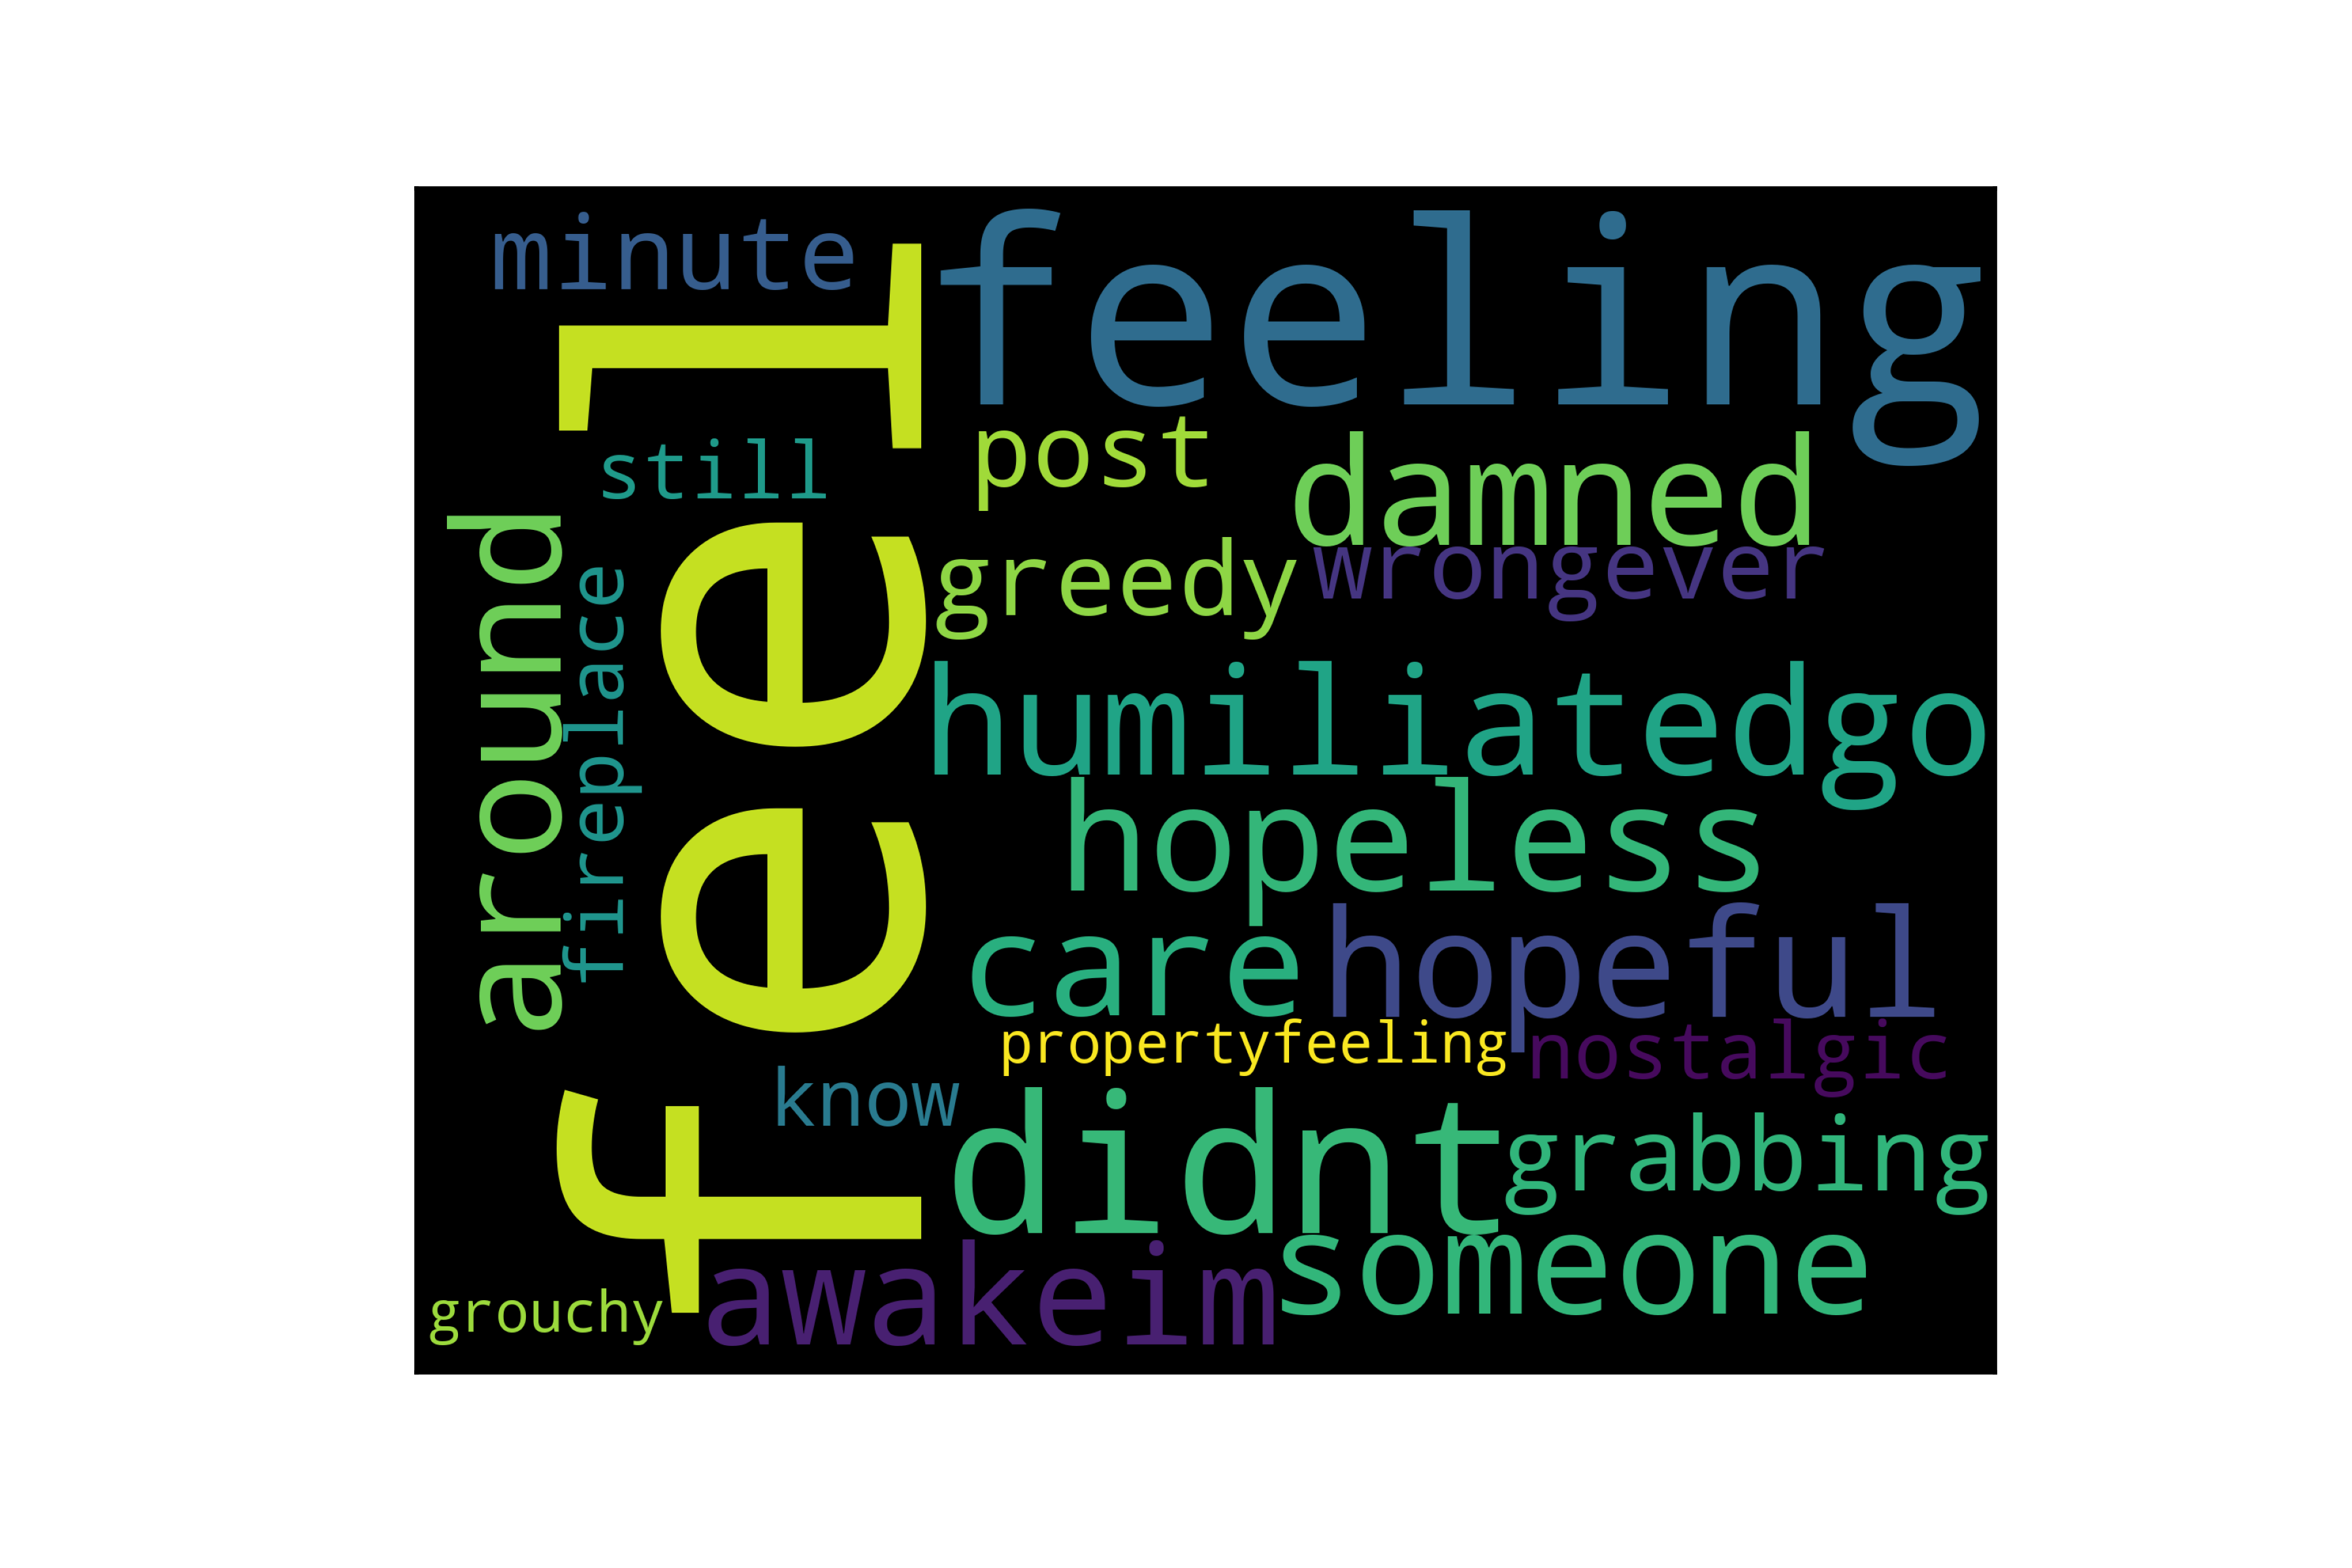 minute
feeling
feel
still
post
damned
around
fireplace
greedy
wrongever
humiliatedgo
hopeless
care
hopeful
propertyfeeling
nostalgic
know
didnt
grabbing
someone
awakeim
grouchy